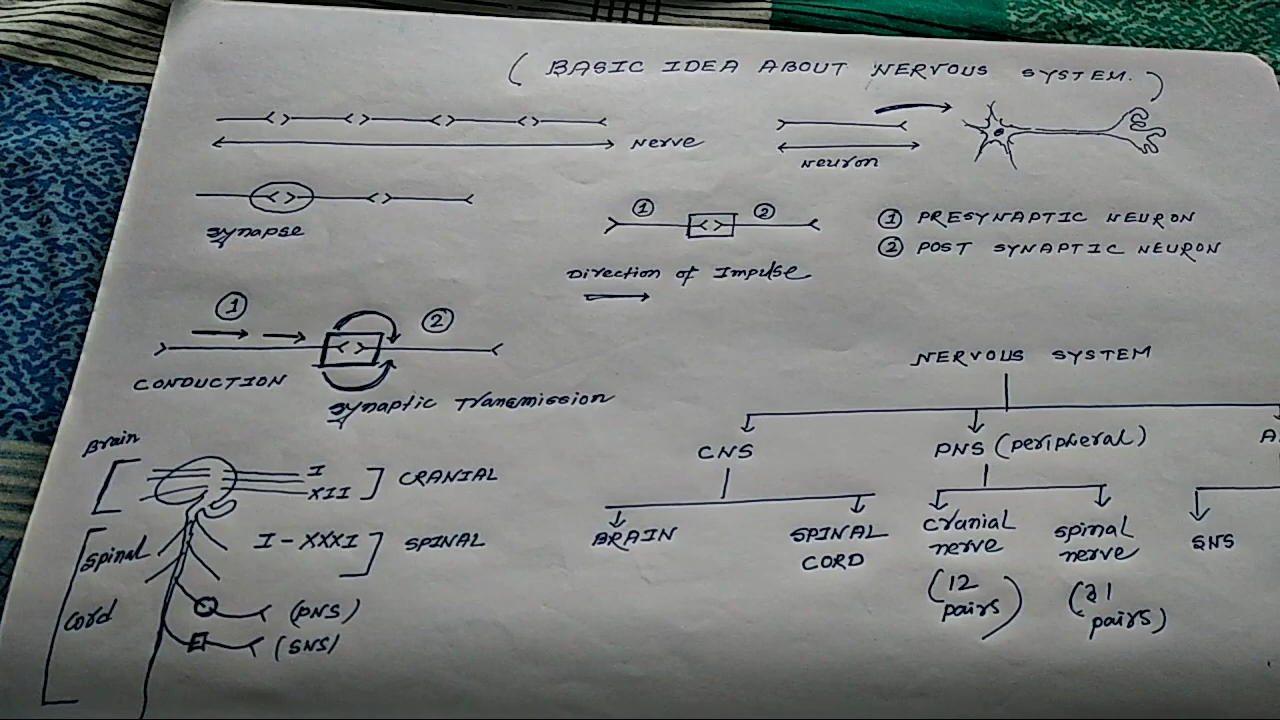 ( BASIC IDEA ABOUT NERVOUS SYSTEM. )
Nerve
Neuron
Synapse
① ②
① PRESYNAPTIC NEURON
② POST SYNAPTIC NEURON
Direction of Impulse
① ②
CONDUCTION
Synaptic Transmission
NERVOUS SYSTEM
CNS
PNS (peripheral)
BRAIN
SPINAL
CORD
cranial
nerve
(12
pairs)
spinal
nerve
pairs)
SNS
Brain
I
XII
CRANIAL
spinal
cord
I - XXXI
SPINAL
(PNS)
(SNS)